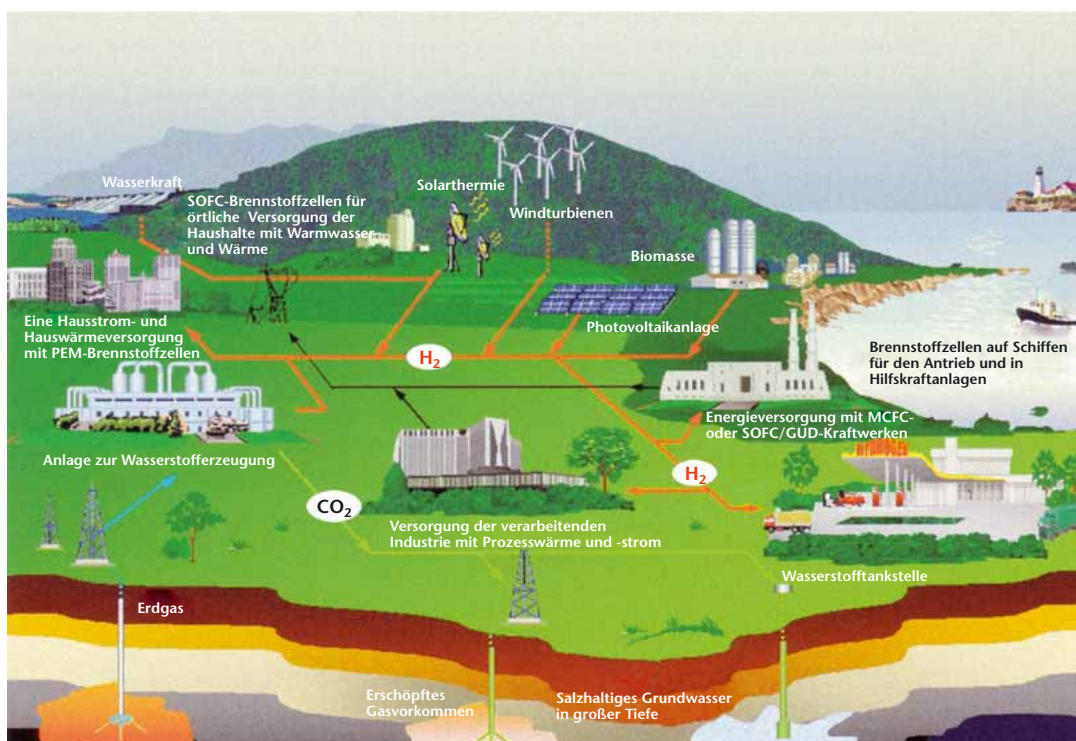 Wasserkraft
SOFC-Brennstoffzellen für
örtliche Versorgung der
Haushalte mit Warmwasser
und Wärme
Solarthermie
Windturbienen
Biomasse
Photovoltaikanlage
Eine Hausstrom- und
Hauswärmeversorgung
mit PEM-Brennstoffzellen
H2
Brennstoffzellen auf Schiffen
für den Antrieb und in
Hilfskraftanlagen
Energieversorgung mit MCFC-
oder SOFC/GUD-Kraftwerken
Anlage zur Wasserstofferzeugung
HYDROGEN
H2
CO2
Versorgung der verarbeitenden
Industrie mit Prozesswärme und -strom
Wasserstofftankstelle
Erdgas
Erschöpftes
Gasvorkommen
Salzhaltiges Grundwasser
in großer Tiefe